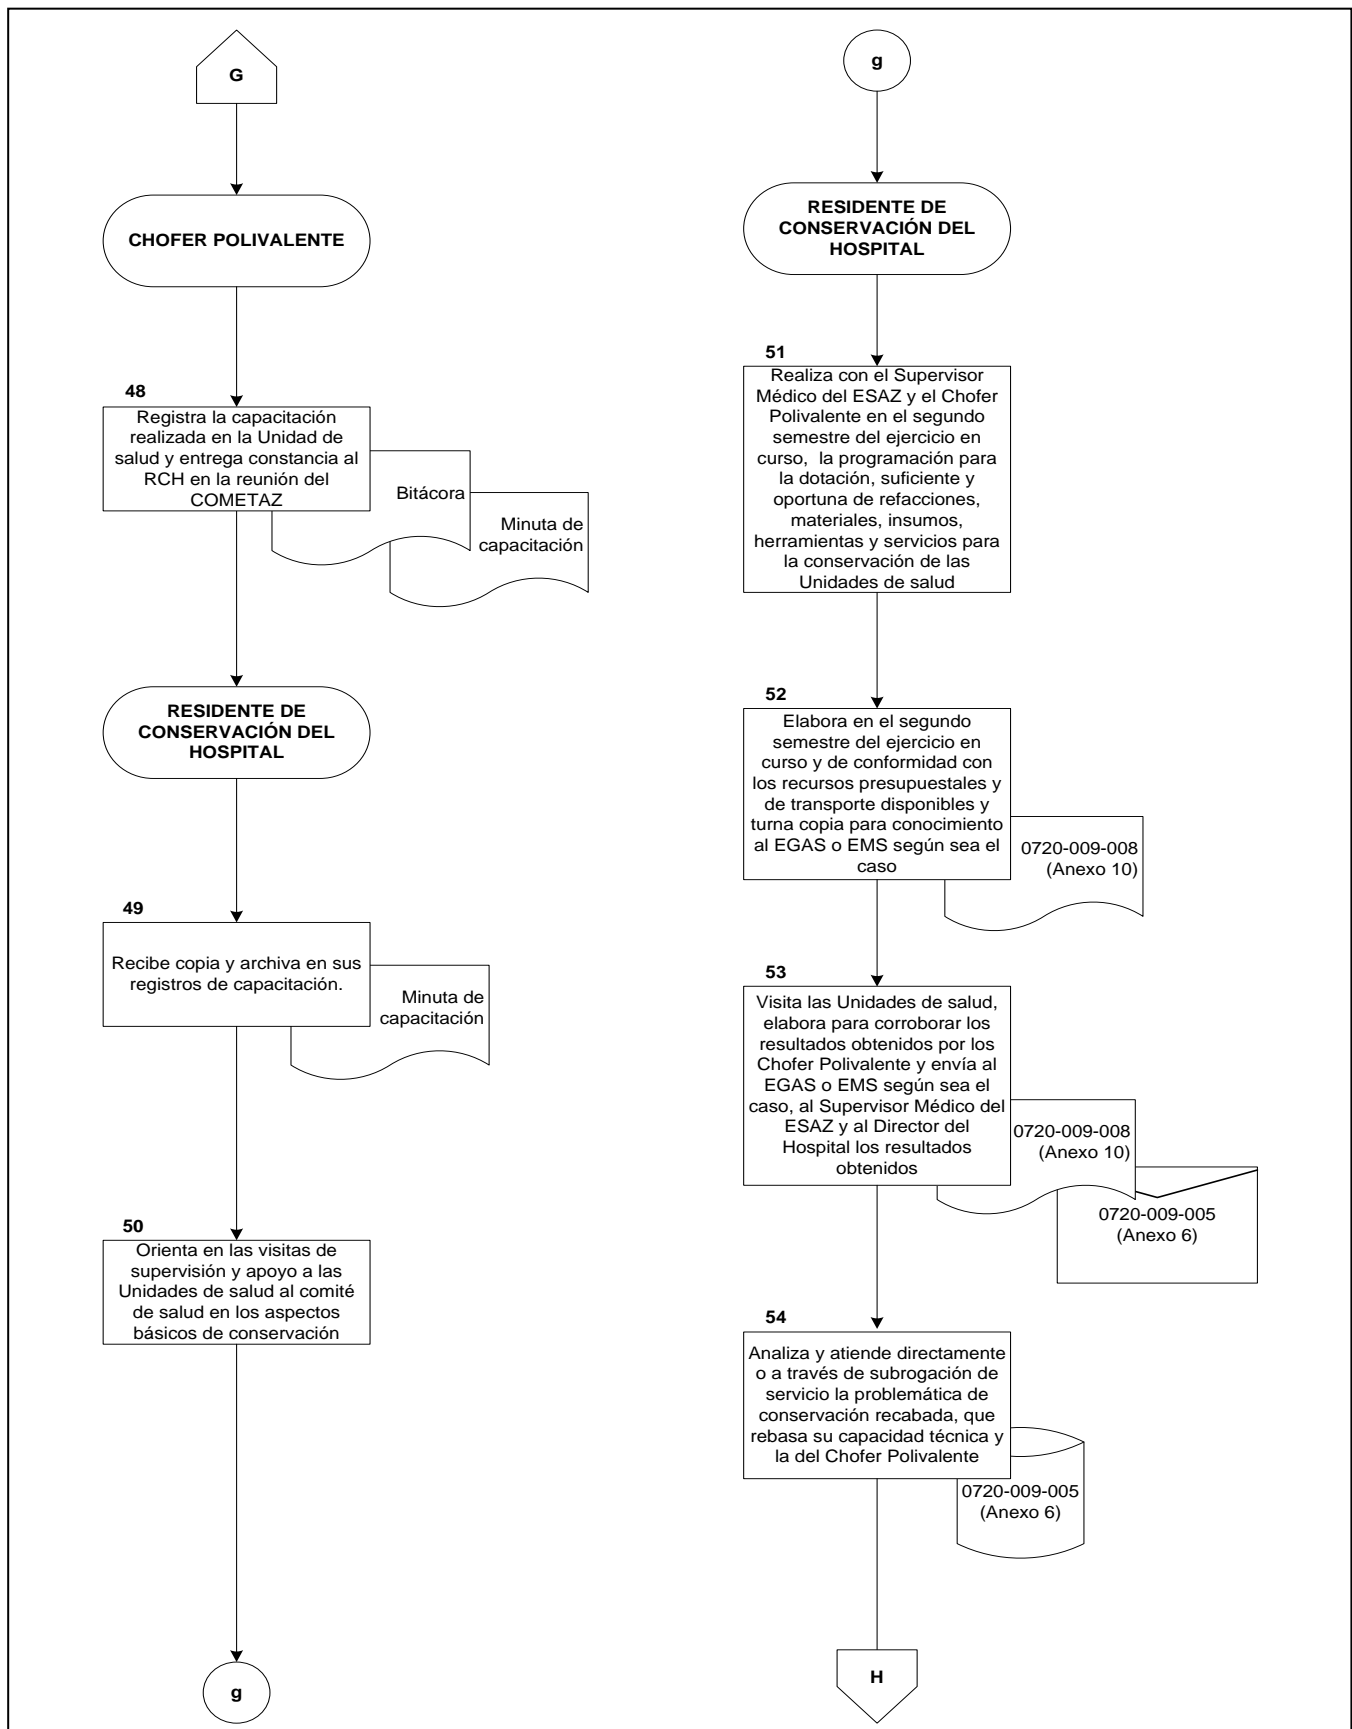 G
CHOFER POLIVALENTE
48
Registra la capacitación
realizada en la Unidad de
salud y entrega constancia al
RCH en la reunión del
COMETAZ
Bitácora
Minuta de
capacitación
RESIDENTE DE
CONSERVACIÓN DEL
HOSPITAL
49
Recibe copia y archiva en sus
registros de capacitación.
Minuta de
capacitación
50
Orienta en las visitas de
supervisión y apoyo a las
Unidades de salud al comité
de salud en los aspectos
básicos de conservación
g
g
RESIDENTE DE
CONSERVACIÓN DEL
HOSPITAL
51
Realiza con el Supervisor
Médico del ESAZ y el Chofer
Polivalente en el segundo
semestre del ejercicio en
curso, la programación para
la dotación, suficiente y
oportuna de refacciones,
materiales, insumos,
herramientas y servicios para
la conservación de las
Unidades de salud
52
Elabora en el segundo
semestre del ejercicio en
curso y de conformidad con
los recursos presupuestales y
de transporte disponibles y
turna copia para conocimiento
al EGAS o EMS según sea el
caso
0720-009-008
(Anexo 10)
53
Visita las Unidades de salud,
elabora para corroborar los
resultados obtenidos por los
Chofer Polivalente y envía al
EGAS o EMS según sea el
caso, al Supervisor Médico del
ESAZ y al Director del
Hospital los resultados
obtenidos
0720-009-008
(Anexo 10)
0720-009-005
(Anexo 6)
54
Analiza y atiende directamente
o a través de subrogación de
servicio la problemática de
conservación recabada, que
rebasa su capacidad técnica y
la del Chofer Polivalente
0720-009-005
(Anexo 6)
H